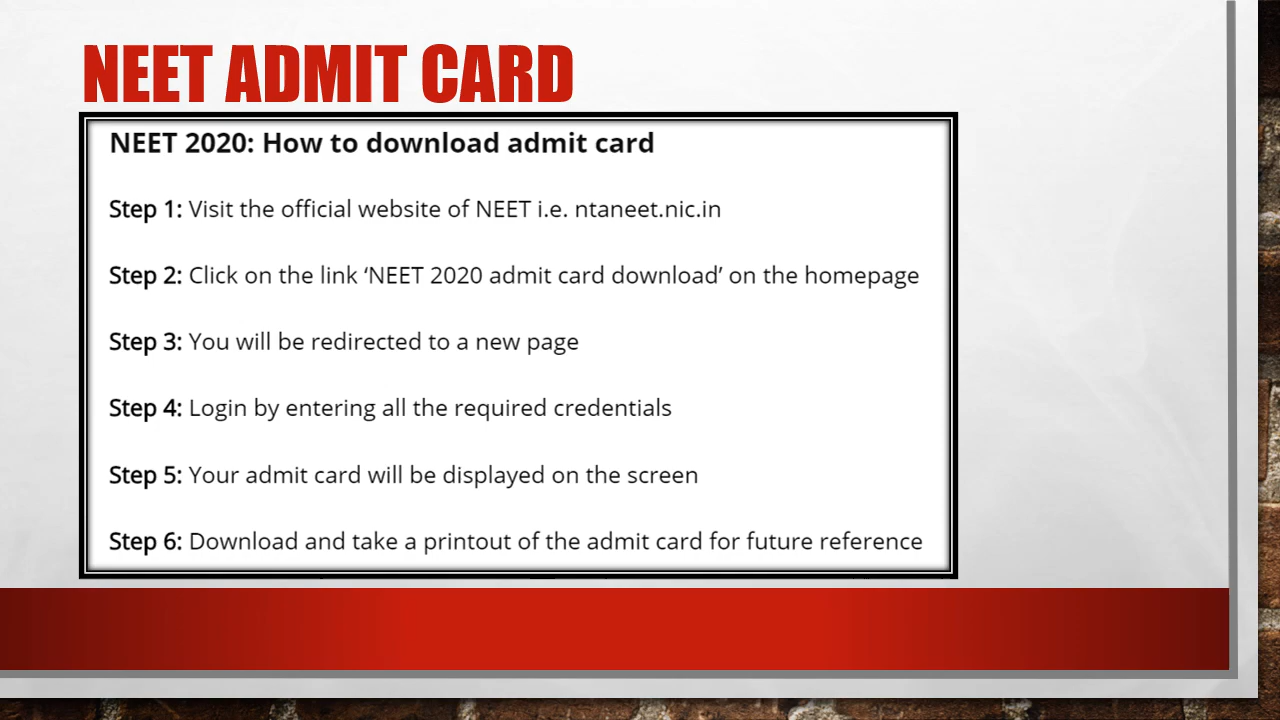 NEET ADMIT CARD
NEET 2020: How to download admit card
Step 1: Visit the official website of NEET i.e. ntaneet.nic.in
Step 2: Click on the link ‘NEET 2020 admit card download’ on the homepage
Step 3: You will be redirected to a new page
Step 4: Login by entering all the required credentials
Step 5: Your admit card will be displayed on the screen
Step 6: Download and take a printout of the admit card for future reference